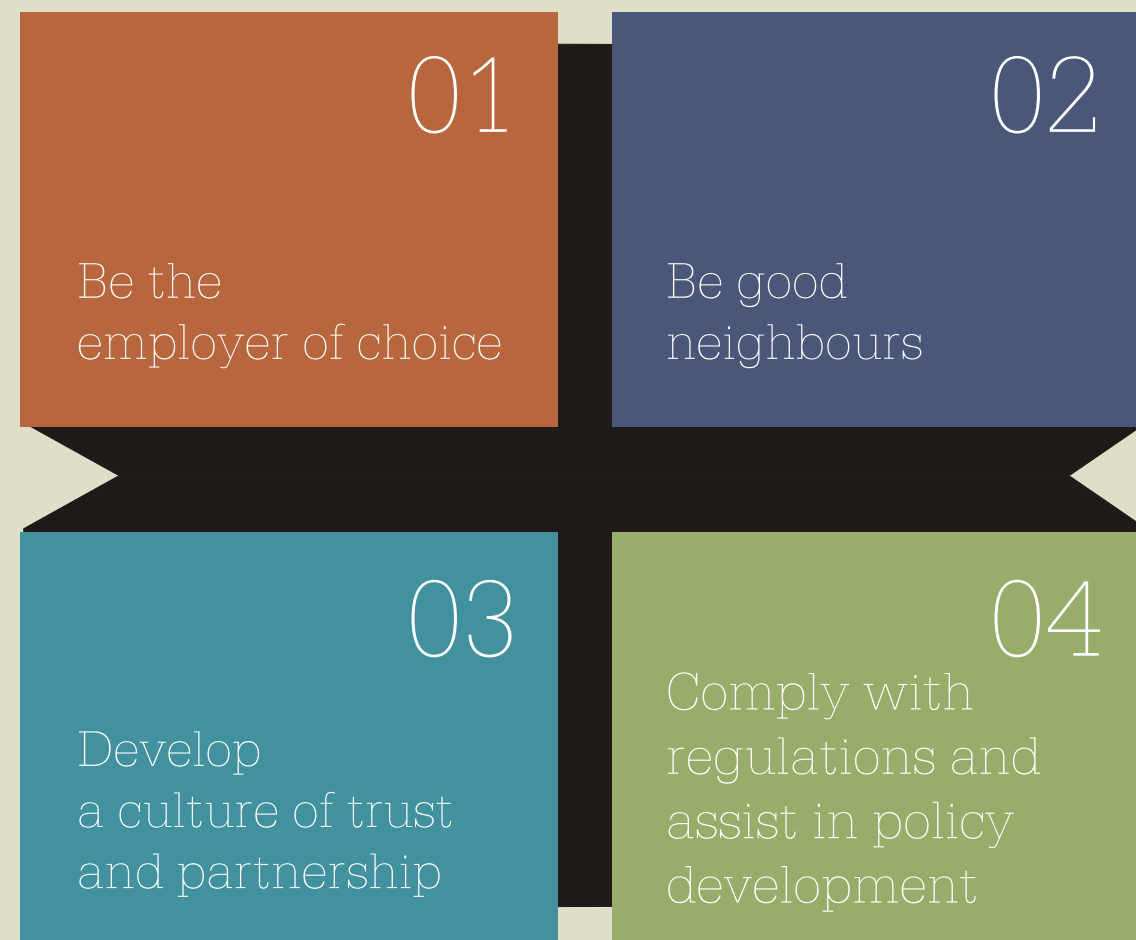 01
Be the
employer of choice
02
Be good
neighbours
03
Develop
a culture of trust
and partnership
04
Comply with
regulations and
assist in policy
development